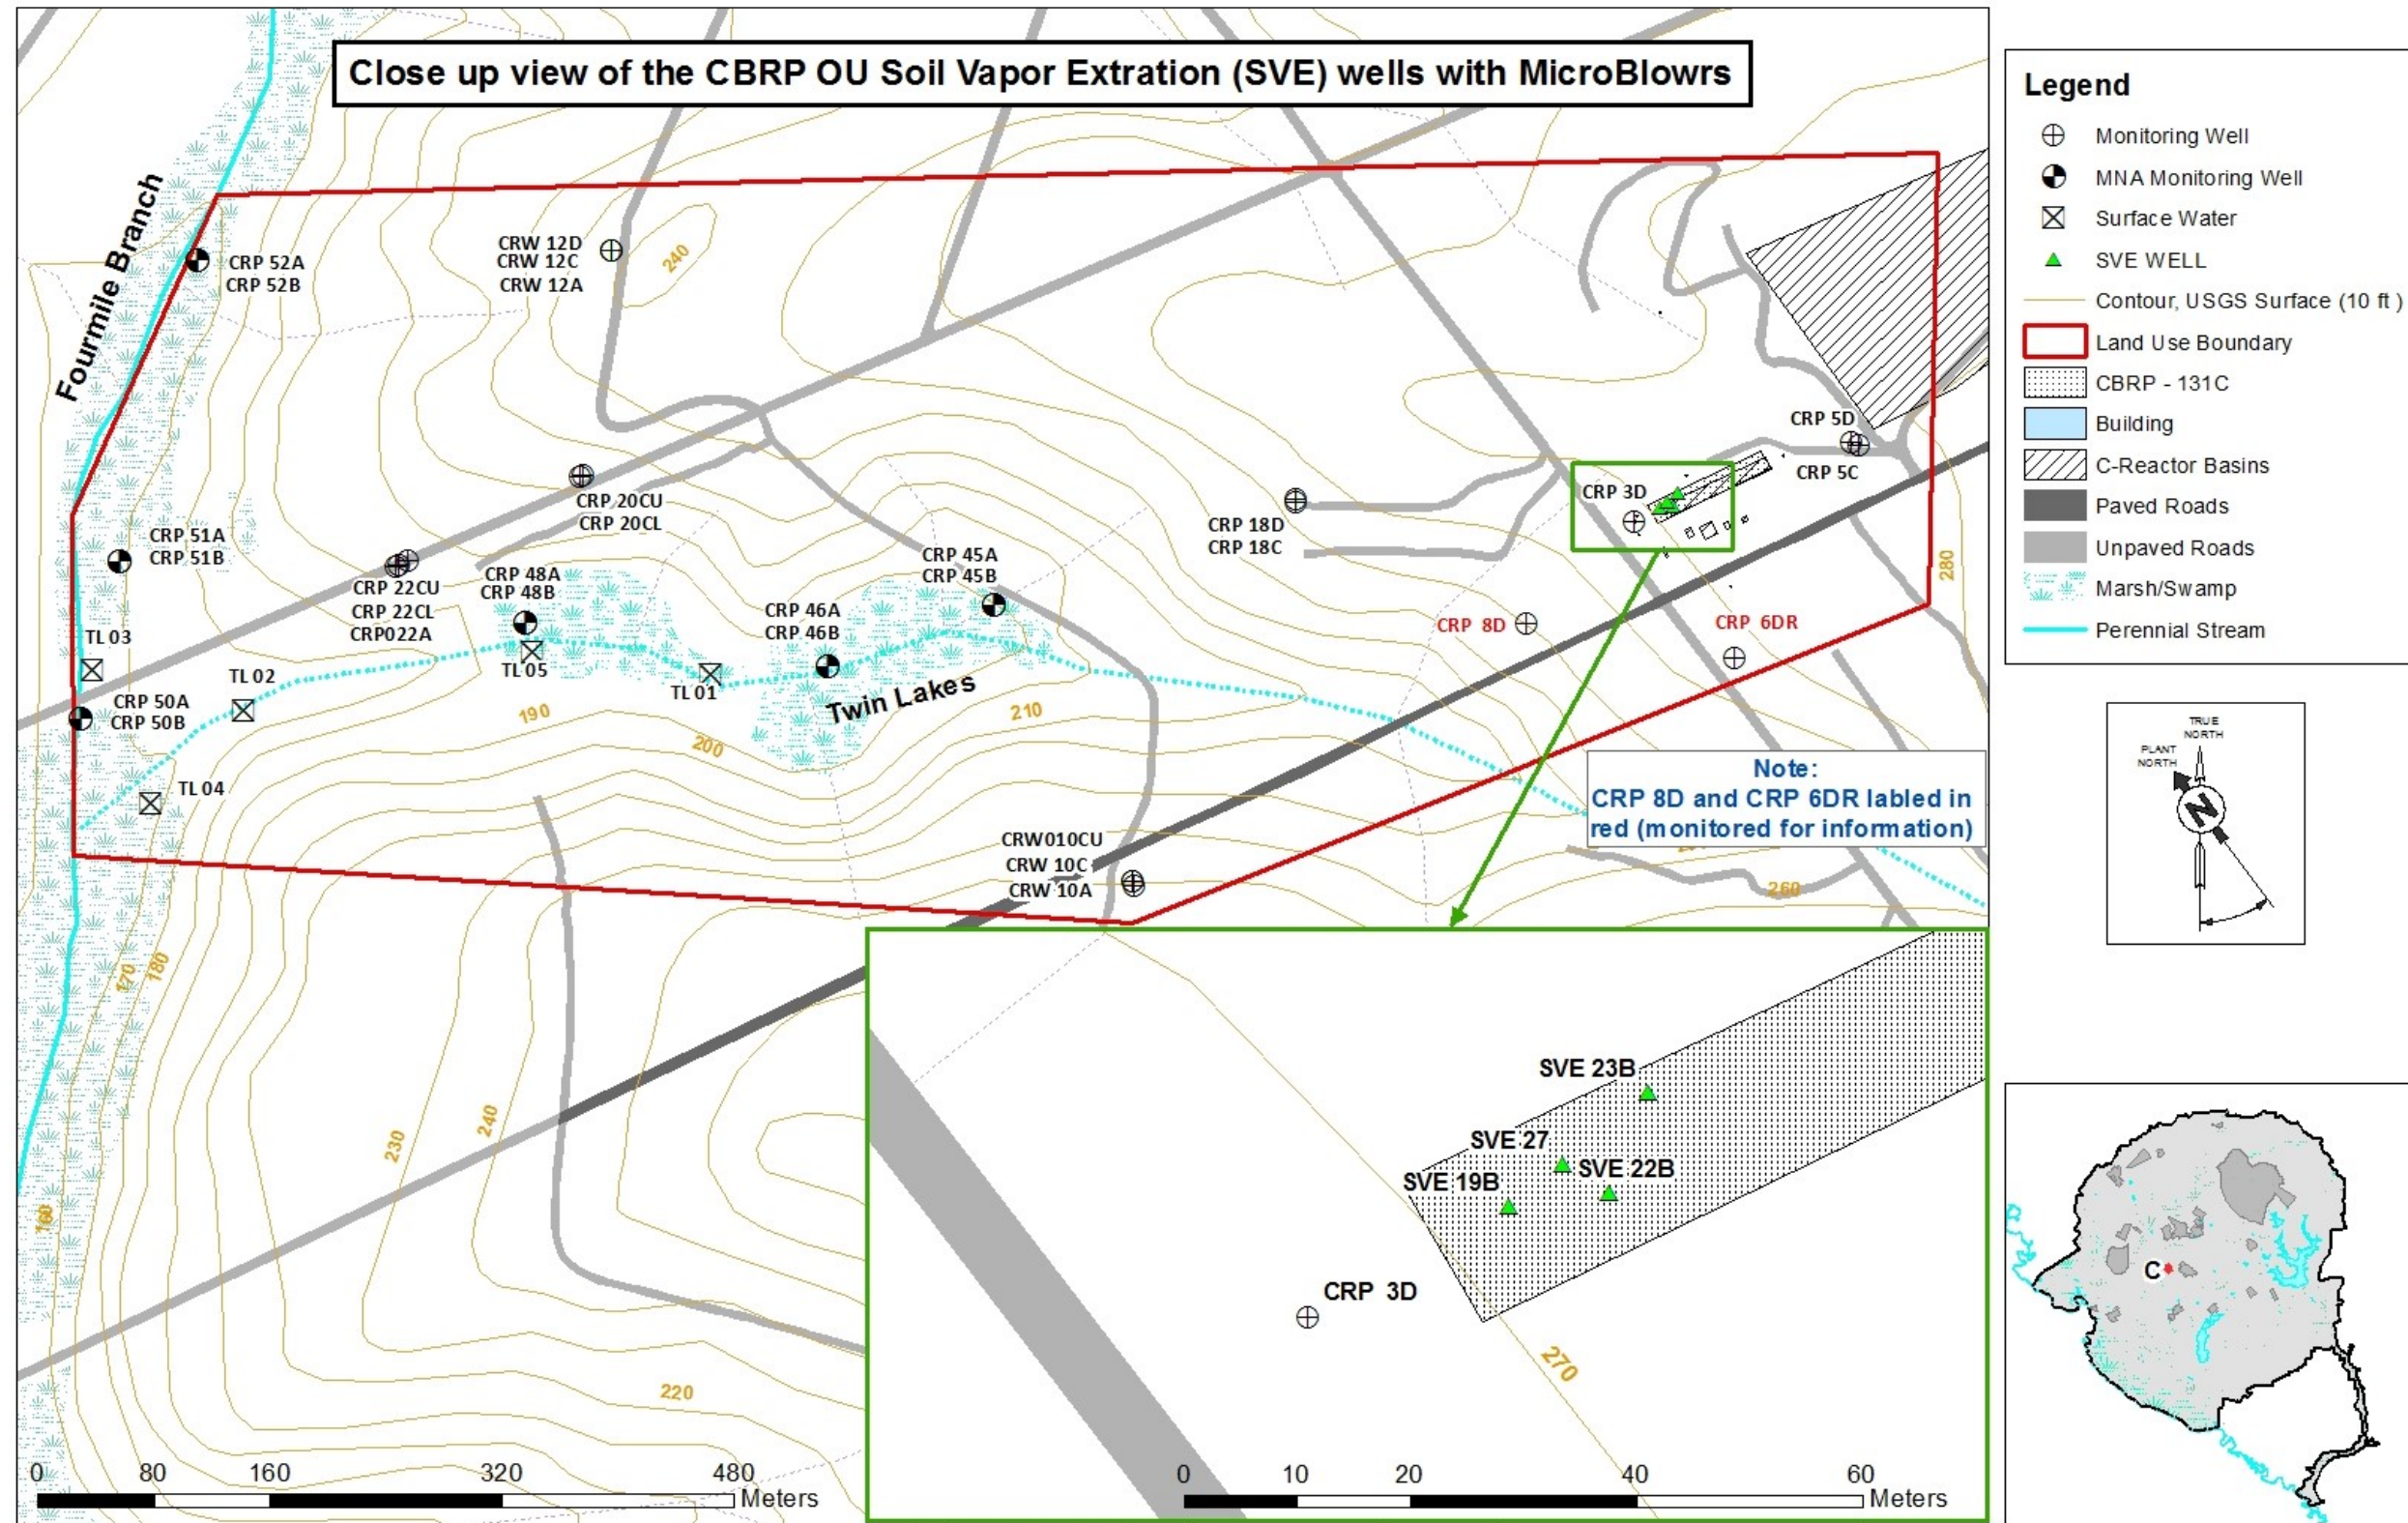 Close up view of the CBRP OU Soil Vapor Extration (SVE) wells with MicroBlowrs
Fourmile Branch
CRP 52A
CRP 52B
CRW 12D
CRW 12C
CRW 12A
240
CRP 5D
CRP 5C
CRP 3D
CRP 20CU
CRP 20CL
CRP 18D
CRP 18C
CRP 51A
CRP 51B
CRP 22CU
CRP 22CL
CRP022A
CRP 48A
CRP 48B
CRP 45A
CRP 45B
CRP 46A
CRP 46B
280
CRP 8D
CRP 6DR
TL 03
TL 02
TL 05
TL 01
CRP 50A
CRP 50B
Twin Lakes
190
200
210
TL 04
Note:
CRP 8D and CRP 6DR labled in
red (monitored for information)
CRW010CU
CRW 10C
CRW 10A
260
170
180
230
240
160
220
0 80 160 320 480
Meters
SVE 23B
SVE 27
SVE 22B
SVE 19B
CRP 3D
270
0 10 20 40 60
Meters
Legend
Monitoring Well
MNA Monitoring Well
Surface Water
SVE WELL
Contour, USGS Surface (10 ft )
Land Use Boundary
CBRP - 131C
Building
C-Reactor Basins
Paved Roads
Unpaved Roads
Marsh/Swamp
Perennial Stream
TRUE
NORTH
PLANT
NORTH
N
C